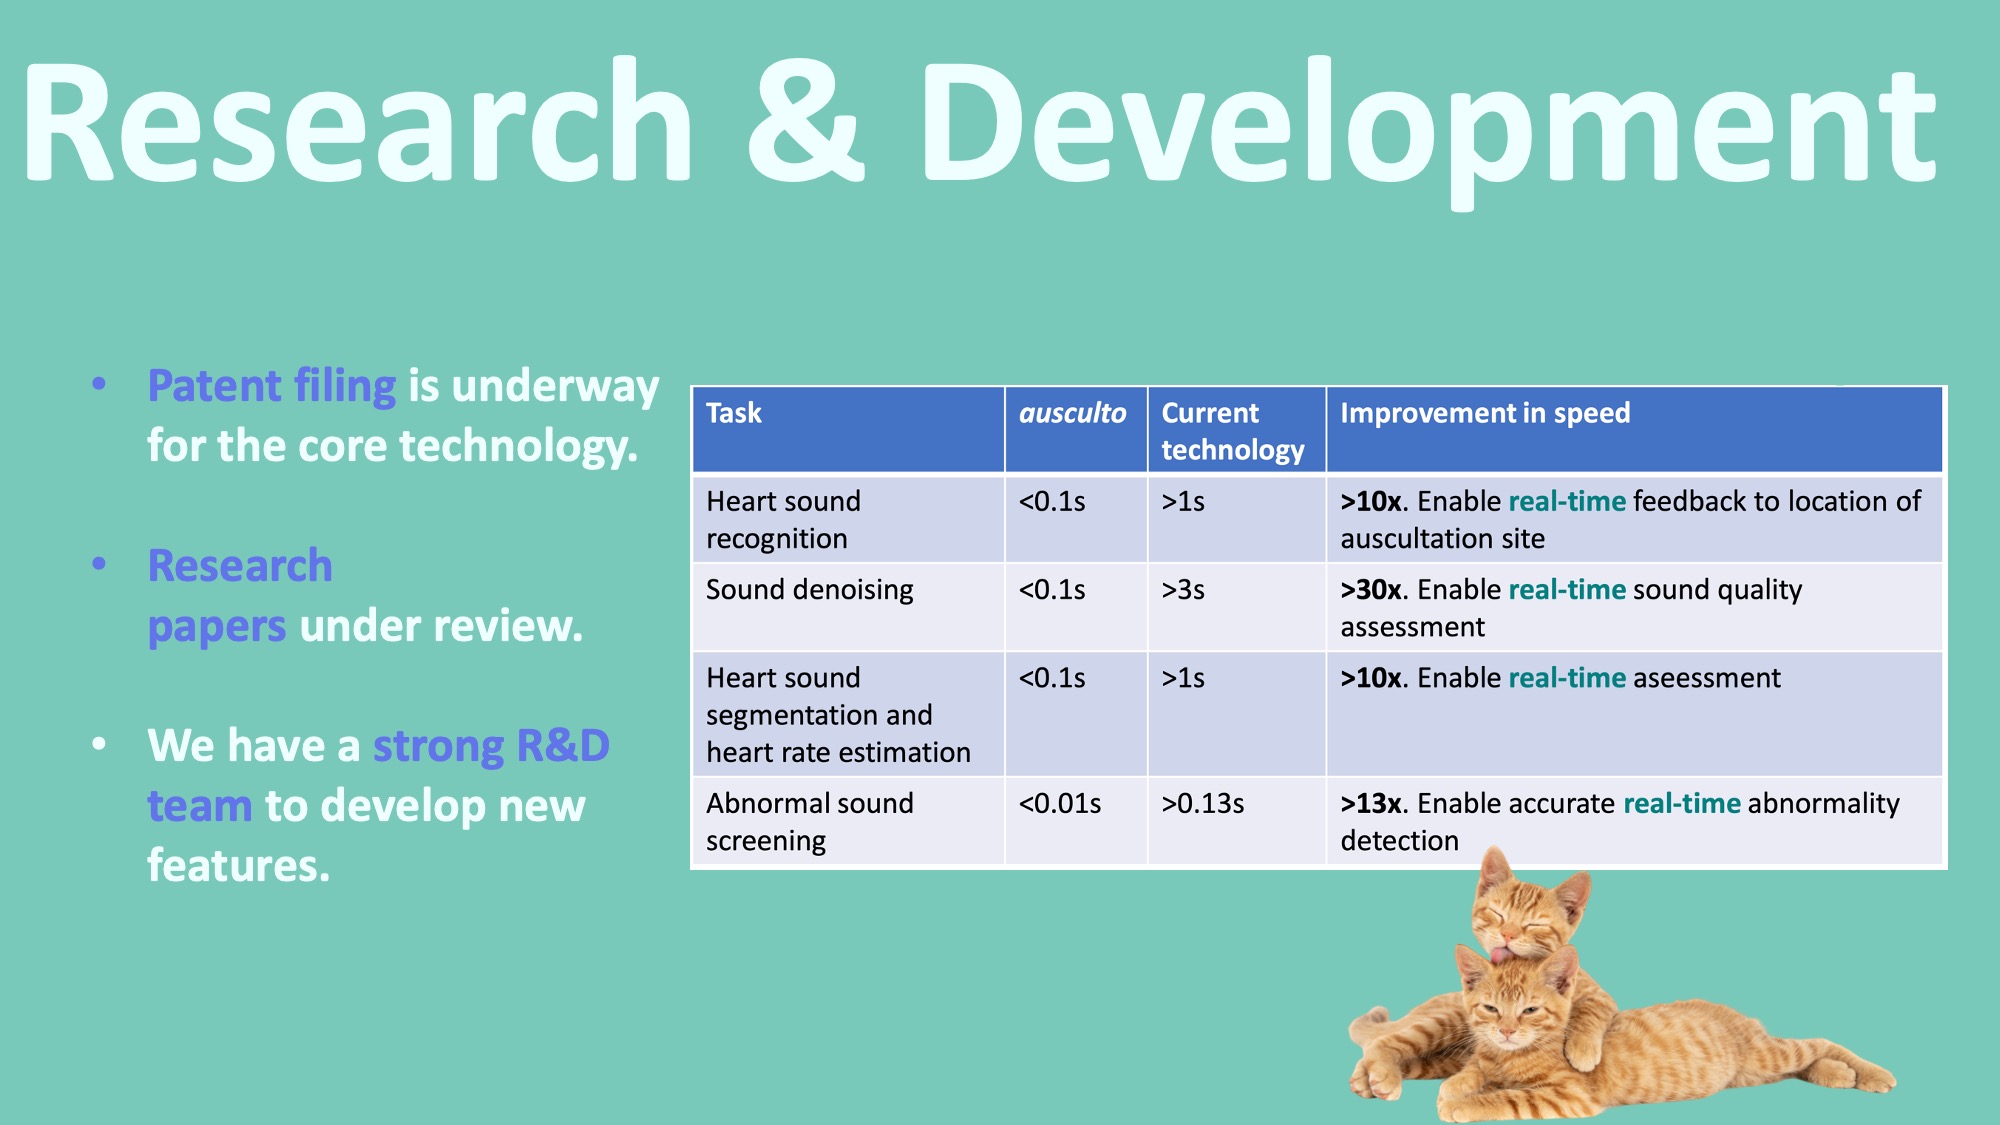 Research & Development
• Patent filing is underway
for the core technology.
• Research
papers under review.
• We have a strong R&D
team to develop new
features.
Task
ausculto
Current
technology
Improvement in speed
Heart sound
recognition
<0.1s
>1s
>10x. Enable real-time feedback to location of
auscultation site
Sound denoising
<0.1s
>3s
>30x. Enable real-time sound quality
assessment
Heart sound
segmentation and
heart rate estimation
<0.1s
>1s
>10x. Enable real-time aseessment
Abnormal sound
screening
<0.01s
>0.13s
>13x. Enable accurate real-time abnormality
detection